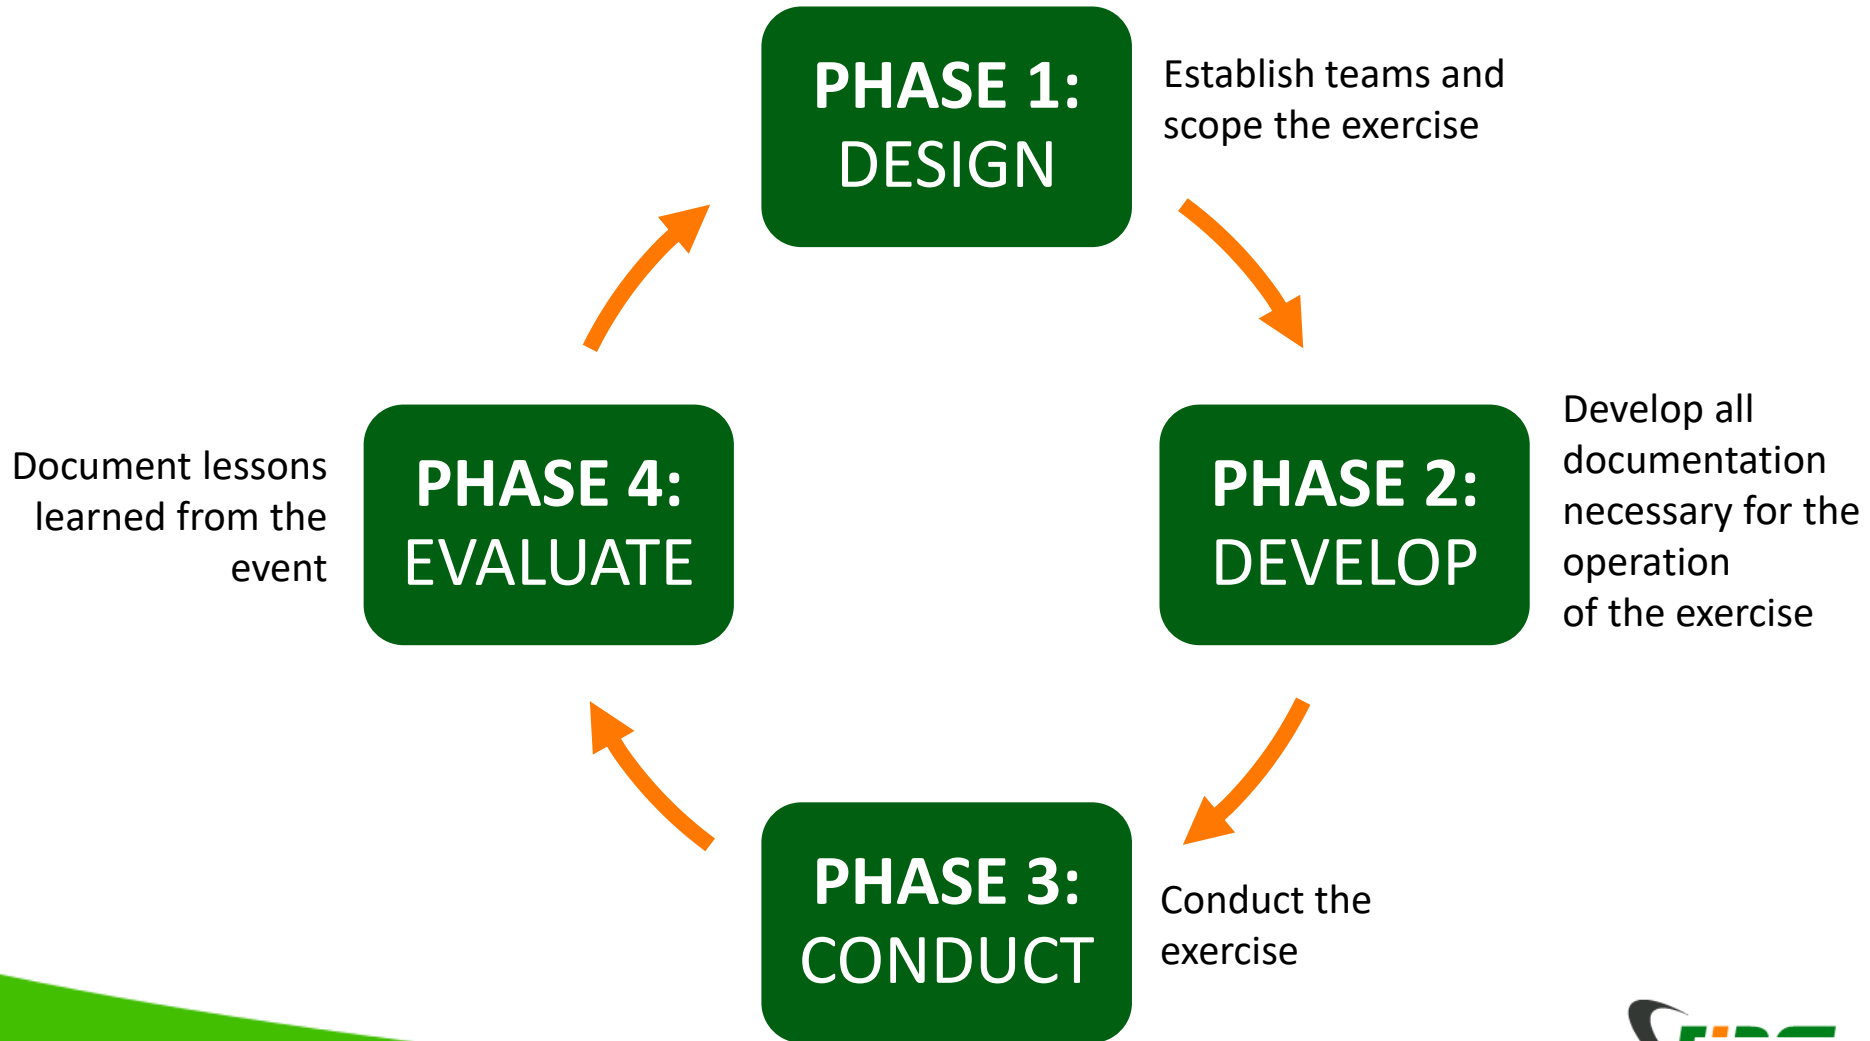 PHASE 1:
DESIGN
Establish teams and
scope the exercise
PHASE 2:
DEVELOP
Develop all
documentation
necessary for the
operation
of the exercise
PHASE 3:
CONDUCT
Conduct the
exercise
PHASE 4:
EVALUATE
Document lessons
learned from the
event